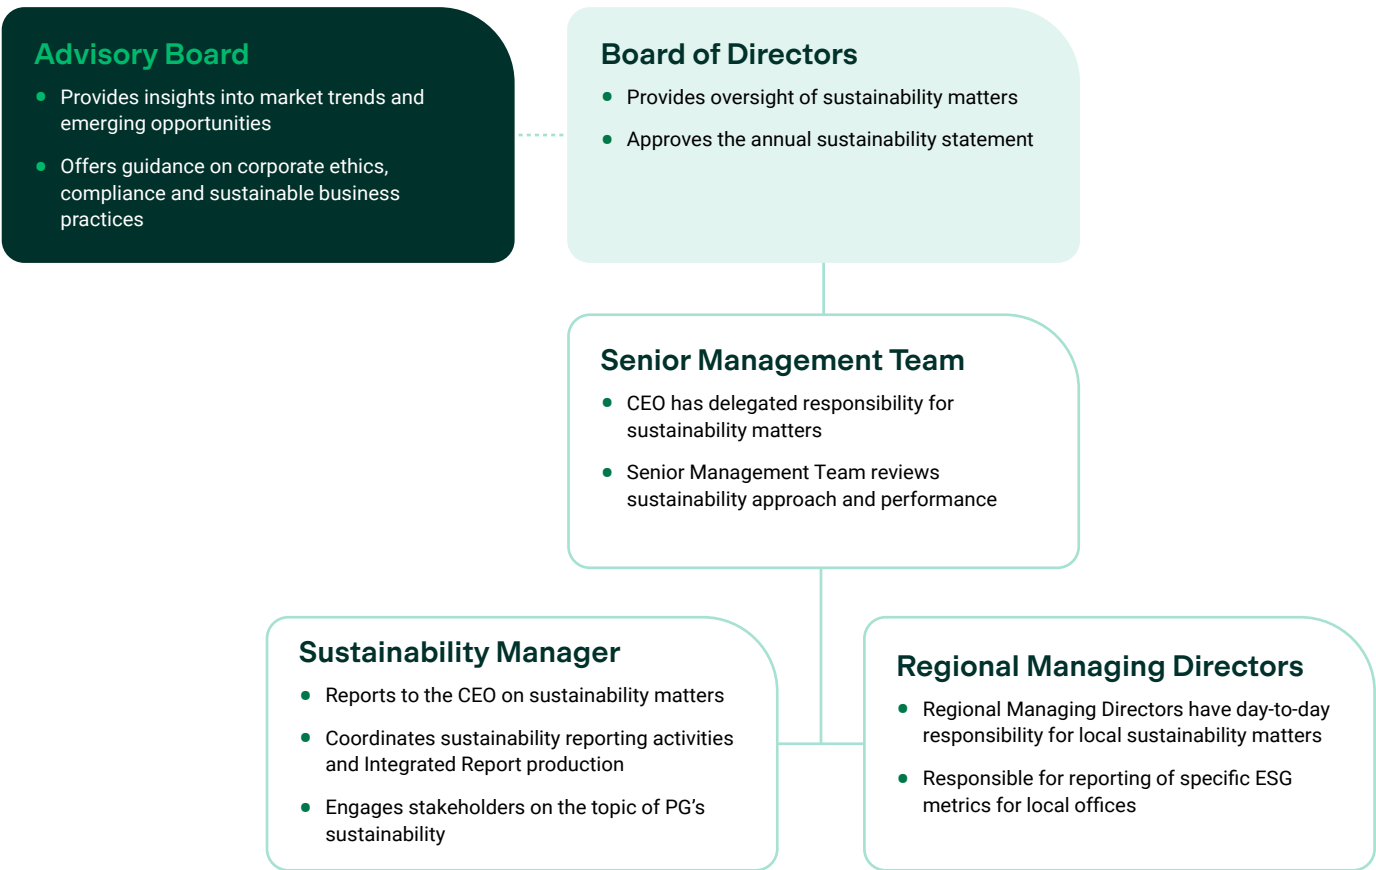 Advisory Board
Provides insights into market trends and
emerging opportunities
Offers guidance on corporate ethics,
compliance and sustainable business
practices
Board of Directors
Provides oversight of sustainability matters
Approves the annual sustainability statement
Senior Management Team
CEO has delegated responsibility for
sustainability matters
Senior Management Team reviews
sustainability approach and performance
Sustainability Manager
Reports to the CEO on sustainability matters
Coordinates sustainability reporting activities
and Integrated Report production
Engages stakeholders on the topic of PG’s
sustainability
Regional Managing Directors
Regional Managing Directors have day-to-day
responsibility for local sustainability matters
Responsible for reporting of specific ESG
metrics for local offices